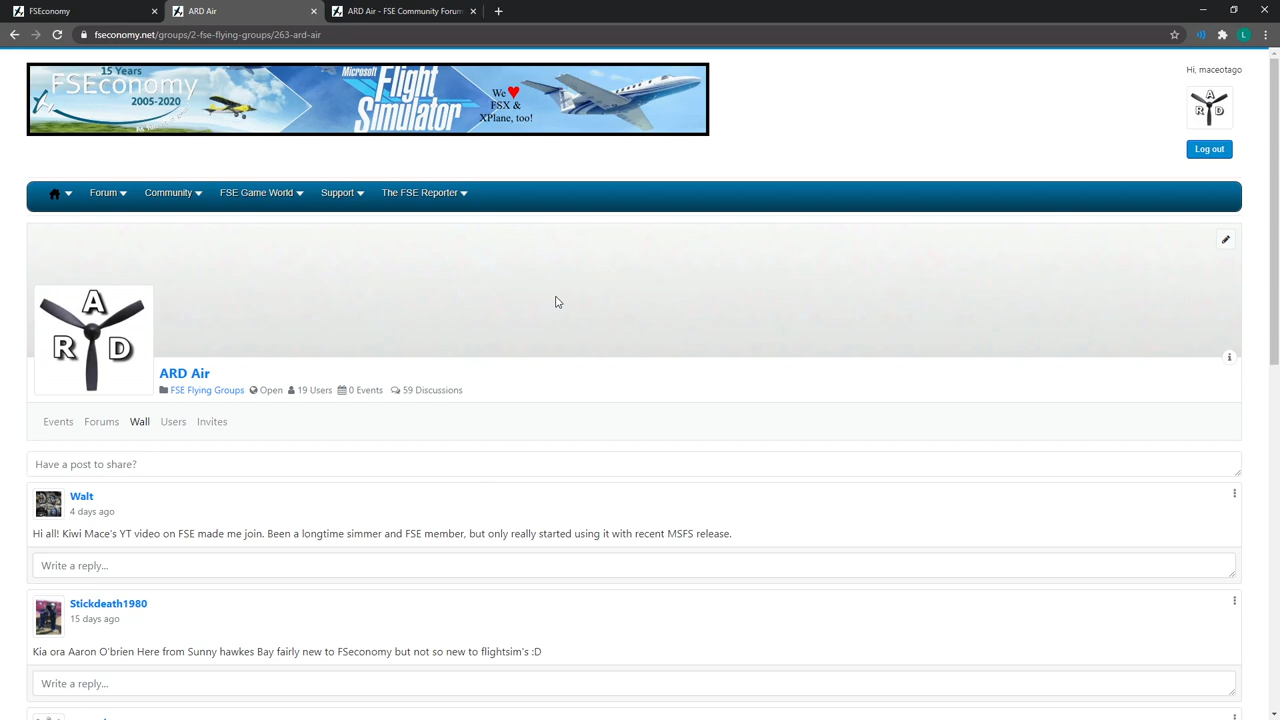 FSEconomy
ARD Air
ARD Air - FSE Community Forum
fseconomy.net/groups/2-fse-flying-groups/263-ard-air
L
15 Years
FSEconomy
2005-2020
Microsoft
Flight
Simulator
We ♥
FSX &
XPlane, too!
Hi, maceotago
A
R D
Log out
Forum
Community
FSE Game World
Support
The FSE Reporter
A
R D
ARD Air
FSE Flying Groups Open 19 Users 0 Events 59 Discussions
Events Forums Wall Users Invites
Have a post to share?
Walt
4 days ago
Hi all! Kiwi Mace's YT video on FSE made me join. Been a longtime simmer and FSE member, but only really started using it with recent MSFS release.
Write a reply...
Stickdeath1980
15 days ago
Kia ora Aaron O'brien Here from Sunny hawkes Bay fairly new to FSeconomy but not so new to flightsim's :D
Write a reply...